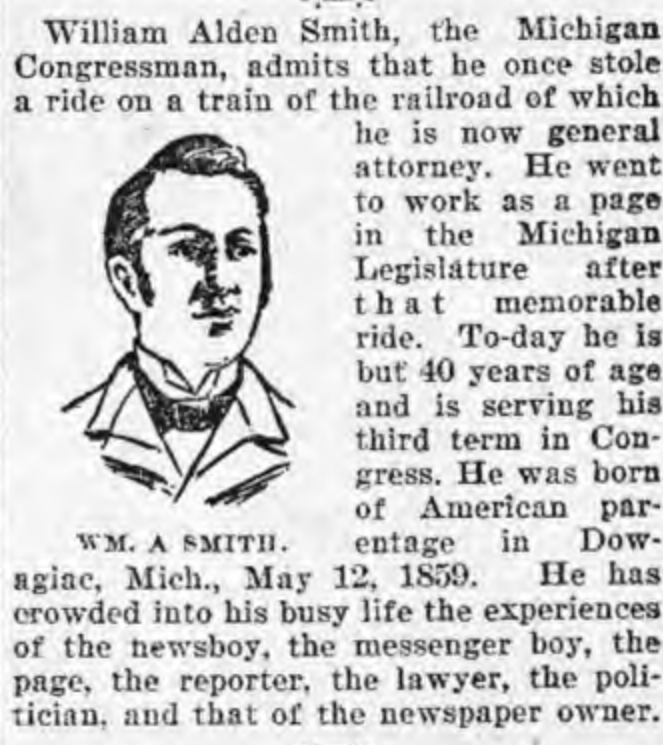 William Alden Smith, the Michigan
Congressman, admits that he once stole
a ride on a train of the railroad of which
he is now general
attorney. He went
to work as a page
in the Michigan
Legislature after
that memorable
ride. To-day he is
but 40 years of age
and is serving his
third term in Con-
gress. He was born
of American par-
entage in Dow-
WM. A SMITH.
agiac, Mich., May 12, 1859. He has
crowded into his busy life the experiences
of the newsboy, the messenger boy, the
page, the reporter, the lawyer, the poli-
tician, and that of the newspaper owner.